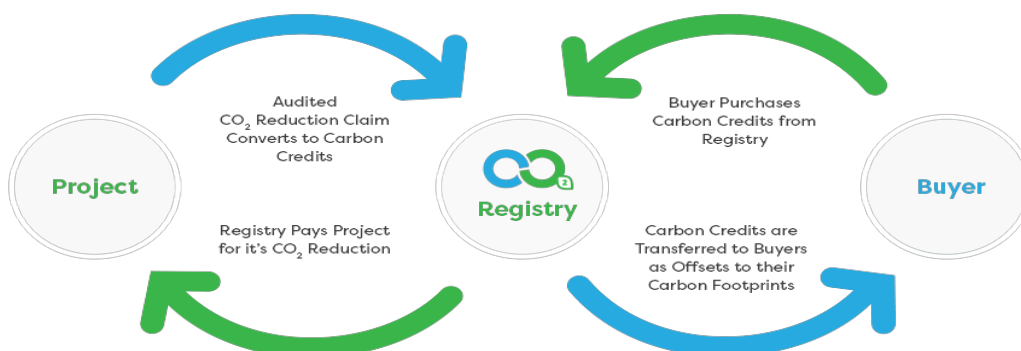 Audited
CO₂ Reduction Claim
Converts to Carbon
Credits
Buyer Purchases
Carbon Credits from
Registry
Project
2
Registry
Buyer
Registry Pays Project
for it's CO₂ Reduction
Carbon Credits are
Transferred to Buyers
as Offsets to their
Carbon Footprints